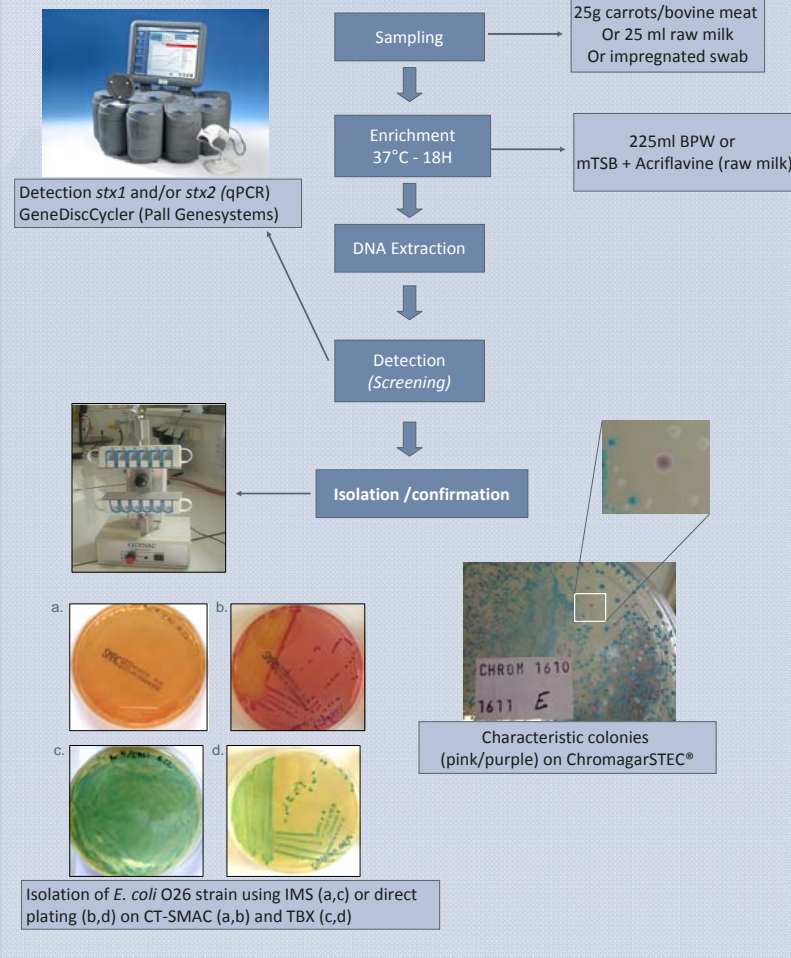 Sampling
25g carrots/bovine meat
Or 25 ml raw milk
Or impregnated swab
Enrichment
37°C - 18H
225ml BPW or
mTSB + Acriflavine (raw milk)
Detection stx1 and/or stx2 (qPCR)
GeneDiscCycler (Pall Genesystems)
DNA Extraction
Detection
(Screening)
Isolation /confirmation
a.
b.
SMAC
SMAC
c.
d.
CHROM 1610
1611 E
Characteristic colonies
(pink/purple) on ChromagarSTEC®
Isolation of E. coli O26 strain using IMS (a,c) or direct
plating (b,d) on CT-SMAC (a,b) and TBX (c,d)